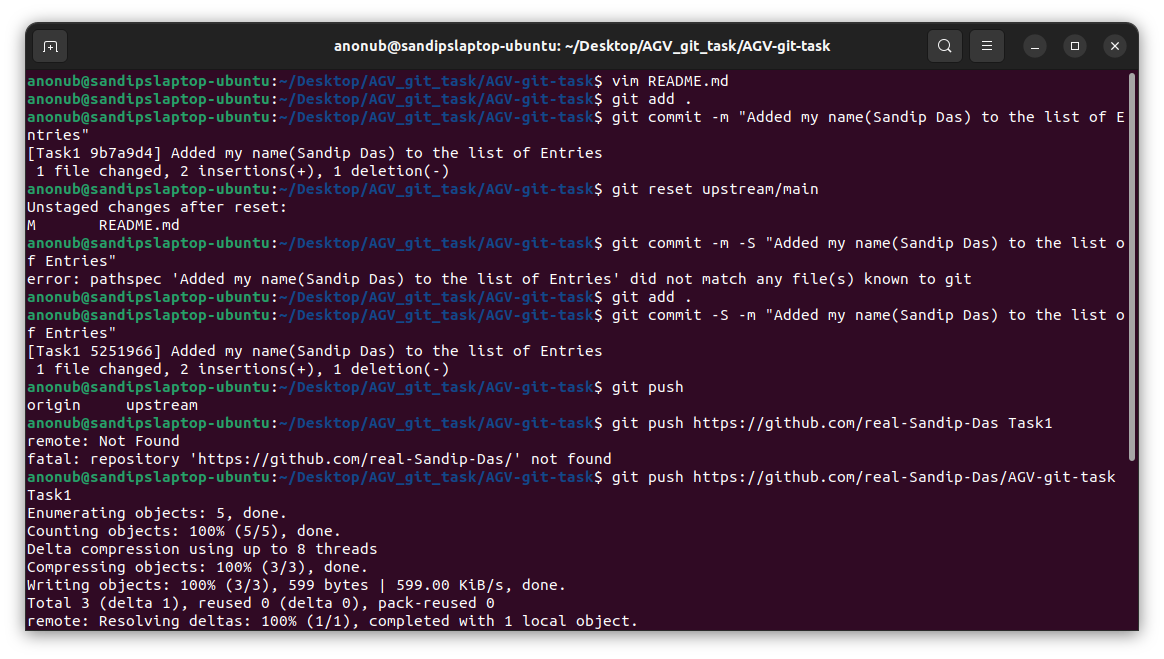 anonub@sandipslaptop-ubuntu: ~/Desktop/AGV_git_task/AGV-git-task
anonub@sandipslaptop-ubuntu:~/Desktop/AGV_git_task/AGV-git-task$ vim README.md
anonub@sandipslaptop-ubuntu:~/Desktop/AGV_git_task/AGV-git-task$ git add .
anonub@sandipslaptop-ubuntu:~/Desktop/AGV_git_task/AGV-git-task$ git commit -m "Added my name(Sandip Das) to the list of E
ntries"
[Task1 9b7a9d4] Added my name(Sandip Das) to the list of Entries
 1 file changed, 2 insertions(+), 1 deletion(-)
anonub@sandipslaptop-ubuntu:~/Desktop/AGV_git_task/AGV-git-task$ git reset upstream/main
Unstaged changes after reset:
M       README.md
anonub@sandipslaptop-ubuntu:~/Desktop/AGV_git_task/AGV-git-task$ git commit -m -S "Added my name(Sandip Das) to the list o
f Entries"
error: pathspec 'Added my name(Sandip Das) to the list of Entries' did not match any file(s) known to git
anonub@sandipslaptop-ubuntu:~/Desktop/AGV_git_task/AGV-git-task$ git add .
anonub@sandipslaptop-ubuntu:~/Desktop/AGV_git_task/AGV-git-task$ git commit -S -m "Added my name(Sandip Das) to the list o
f Entries"
[Task1 5251966] Added my name(Sandip Das) to the list of Entries
 1 file changed, 2 insertions(+), 1 deletion(-)
anonub@sandipslaptop-ubuntu:~/Desktop/AGV_git_task/AGV-git-task$ git push
origin     upstream
anonub@sandipslaptop-ubuntu:~/Desktop/AGV_git_task/AGV-git-task$ git push https://github.com/real-Sandip-Das Task1
remote: Not Found
fatal: repository 'https://github.com/real-Sandip-Das/' not found
anonub@sandipslaptop-ubuntu:~/Desktop/AGV_git_task/AGV-git-task$ git push https://github.com/real-Sandip-Das/AGV-git-task
Task1
Enumerating objects: 5, done.
Counting objects: 100% (5/5), done.
Delta compression using up to 8 threads
Compressing objects: 100% (3/3), done.
Writing objects: 100% (3/3), 599 bytes | 599.00 KiB/s, done.
Total 3 (delta 1), reused 0 (delta 0), pack-reused 0
remote: Resolving deltas: 100% (1/1), completed with 1 local object.